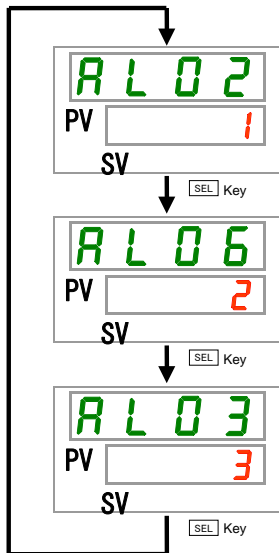 AL02
PV 1
SV
SEL Key
AL06
PV 2
SV
SEL Key
AL03
PV 3
SV
SEL Key